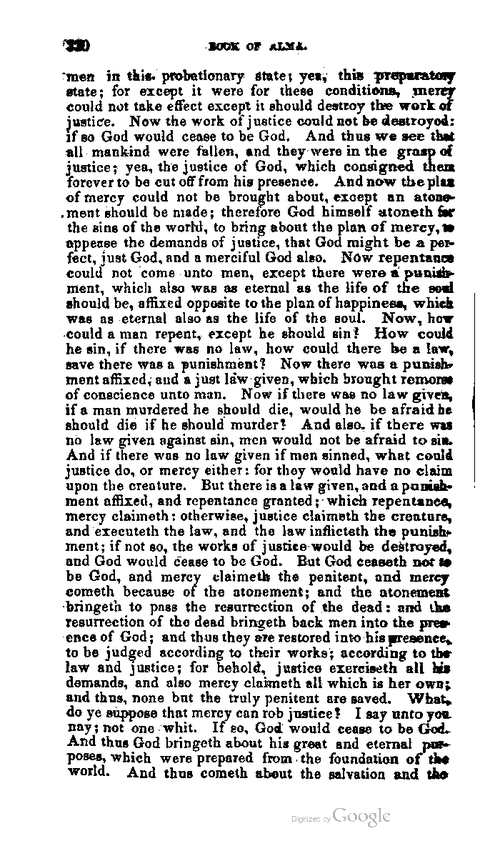 320 BOOK OF ALMA.
men in this probationary state; yea, this preparatory
state; for except it were for these conditions, mercy
could not take effect except it should destroy the work of
justice. Now the work of justice could not be destroyed:
if so God would cease to be God. And thus we see that
all mankind were fallen, and they were in the grasp of
justice; yea, the justice of God, which consigned them
forever to be cut off from his presence. And now the plan
of mercy could not be brought about, except an atone-
ment should be made; therefore God himself atoneth for
the sins of the world, to bring about the plan of mercy, to
appease the demands of justice, that God might be a per-
fect, just God, and a merciful God also. Now repentance
could not come unto men, except there were a punish-
ment, which also was as eternal as the life of the soul
should be, affixed opposite to the plan of happiness, which
was as eternal also as the life of the soul. Now, how
could a man repent, except he should sin? How could
he sin, if there was no law, how could there be a law,
save there was a punishment? Now there was a punish-
ment affixed, and a just law given, which brought remorse
of conscience unto man. Now if there was no law given,
if a man murdered he should die, would he be afraid he
should die if he should murder? And also, if there was
no law given against sin, men would not be afraid to sin.
And if there was no law given if men sinned, what could
justice do, or mercy either: for they would have no claim
upon the creature. But there is a law given, and a punish-
ment affixed, and repentance granted; which repentance,
mercy claimeth: otherwise, justice claimeth the creature,
and executeth the law, and the law inflicteth the punish-
ment; if not so, the works of justice would be destroyed,
and God would cease to be God. But God ceaseth not to
be God, and mercy claimeth the penitent, and mercy
cometh because of the atonement; and the atonement
bringeth to pass the resurrection of the dead: and the
resurrection of the dead bringeth back men into the pres-
ence of God; and thus they are restored into his presence,
to be judged according to their works; according to the
law and justice; for behold, justice exerciseth all his
demands, and also mercy claimeth all which is her own;
and thus, none but the truly penitent are saved. What,
do ye suppose that mercy can rob justice? I say unto you
nay; not one whit. If so, God would cease to be God.
And thus God bringeth about his great and eternal pur-
poses, which were prepared from the foundation of the
world. And thus cometh about the salvation and the
Digitized by Google